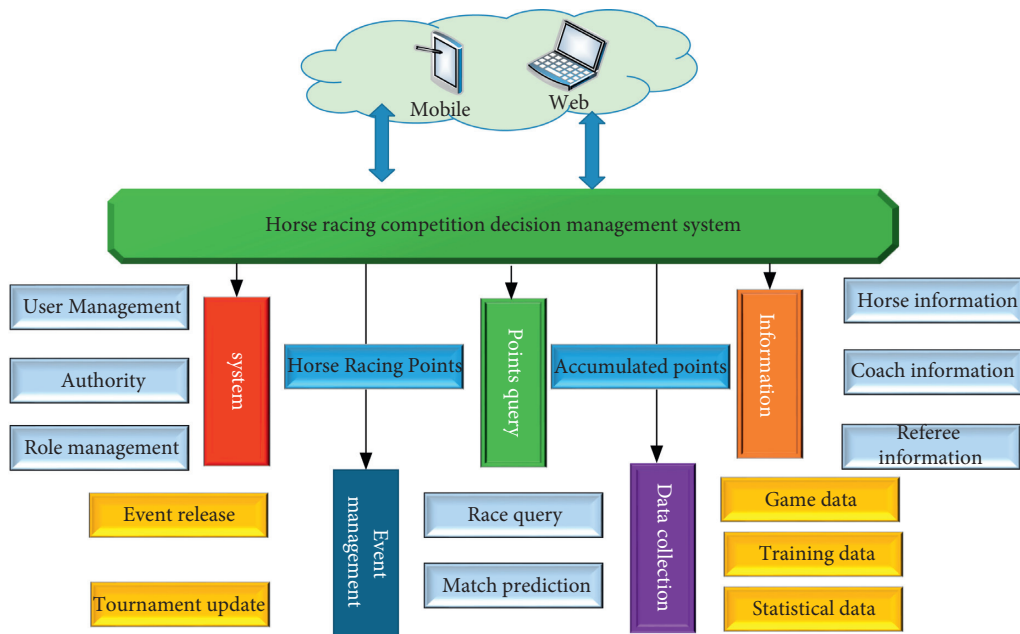 Mobile
Web
Horse racing competition decision management system
User Management
Authority
Role management
system
Horse Racing Points
Points query
Accumulated points
Information
Horse information
Coach information
Referee
information
Event release
Tournament update
Event
management
Race query
Match prediction
Data collection
Game data
Training data
Statistical data